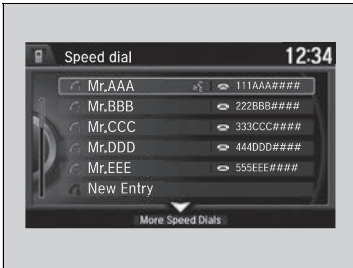 Speed dial 12:34
Mr.AAA 111AAA####
Mr.BBB 222BBB####
Mr.CCC 333CCC####
Mr.DDD 444DDD####
Mr.EEE 555EEE####
New Entry
More Speed Dials